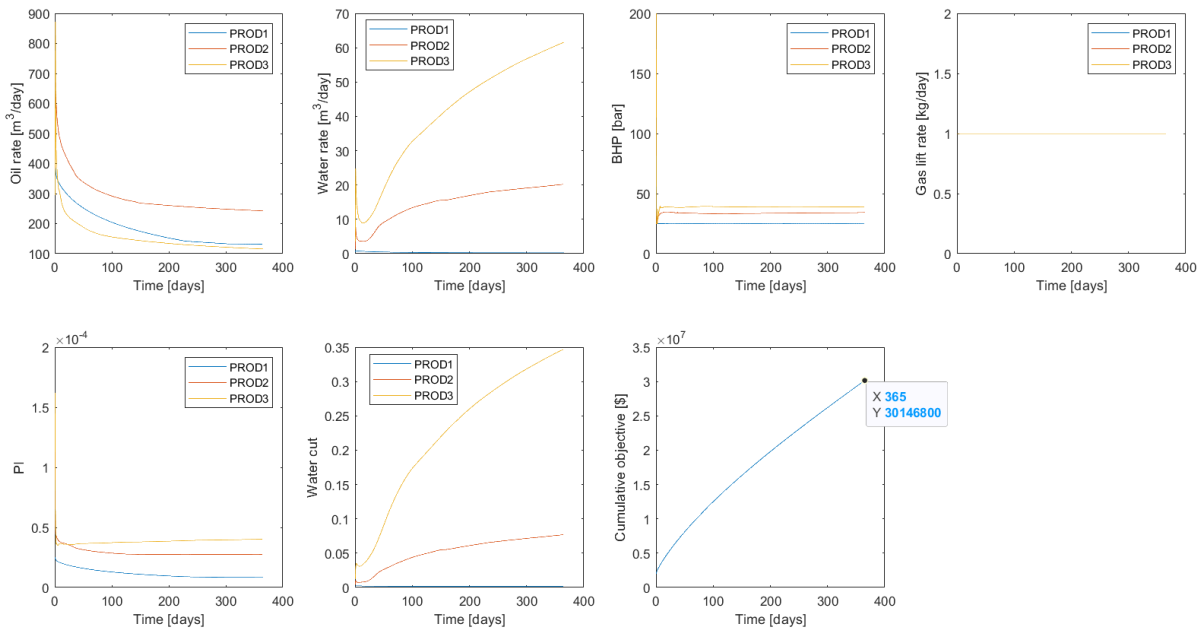 900
800
700
600
500
400
300
200
100
Oil rate [m3/day]
PROD1
PROD2
PROD3
0 100 200 300 400
Time [days]
70
60
50
40
30
20
10
0
Water rate [m3/day]
PROD1
PROD2
PROD3
0 100 200 300 400
Time [days]
200
150
100
50
0
BHP [bar]
PROD1
PROD2
PROD3
0 100 200 300 400
Time [days]
2
1.5
1
0.5
0
Gas lift rate [kg/day]
PROD1
PROD2
PROD3
0 100 200 300 400
Time [days]
×10-4
2
1.5
1
0.5
0
PI
PROD1
PROD2
PROD3
0 100 200 300 400
Time [days]
0.35
0.3
0.25
0.2
0.15
0.1
0.05
0
Water cut
PROD1
PROD2
PROD3
0 100 200 300 400
Time [days]
×107
3.5
3
2.5
2
1.5
1
0.5
0
Cumulative objective [$]
X 365
Y 30146800
0 100 200 300 400
Time [days]